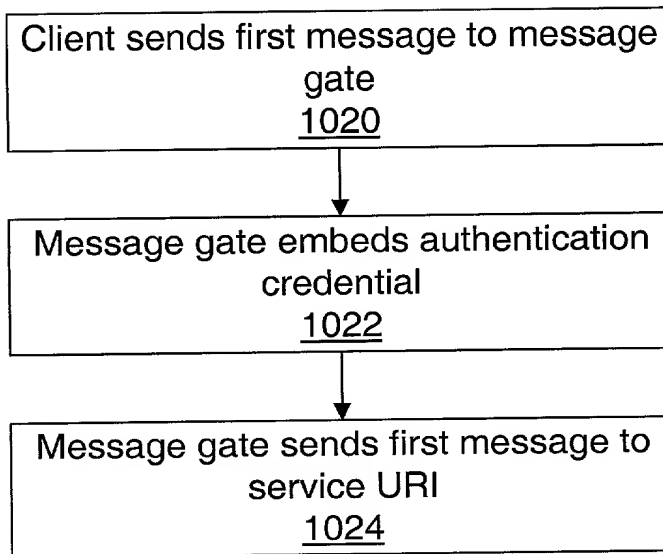 Client sends first message to message
gate
1020
Message gate embeds authentication
credential
1022
Message gate sends first message to
service URI
1024